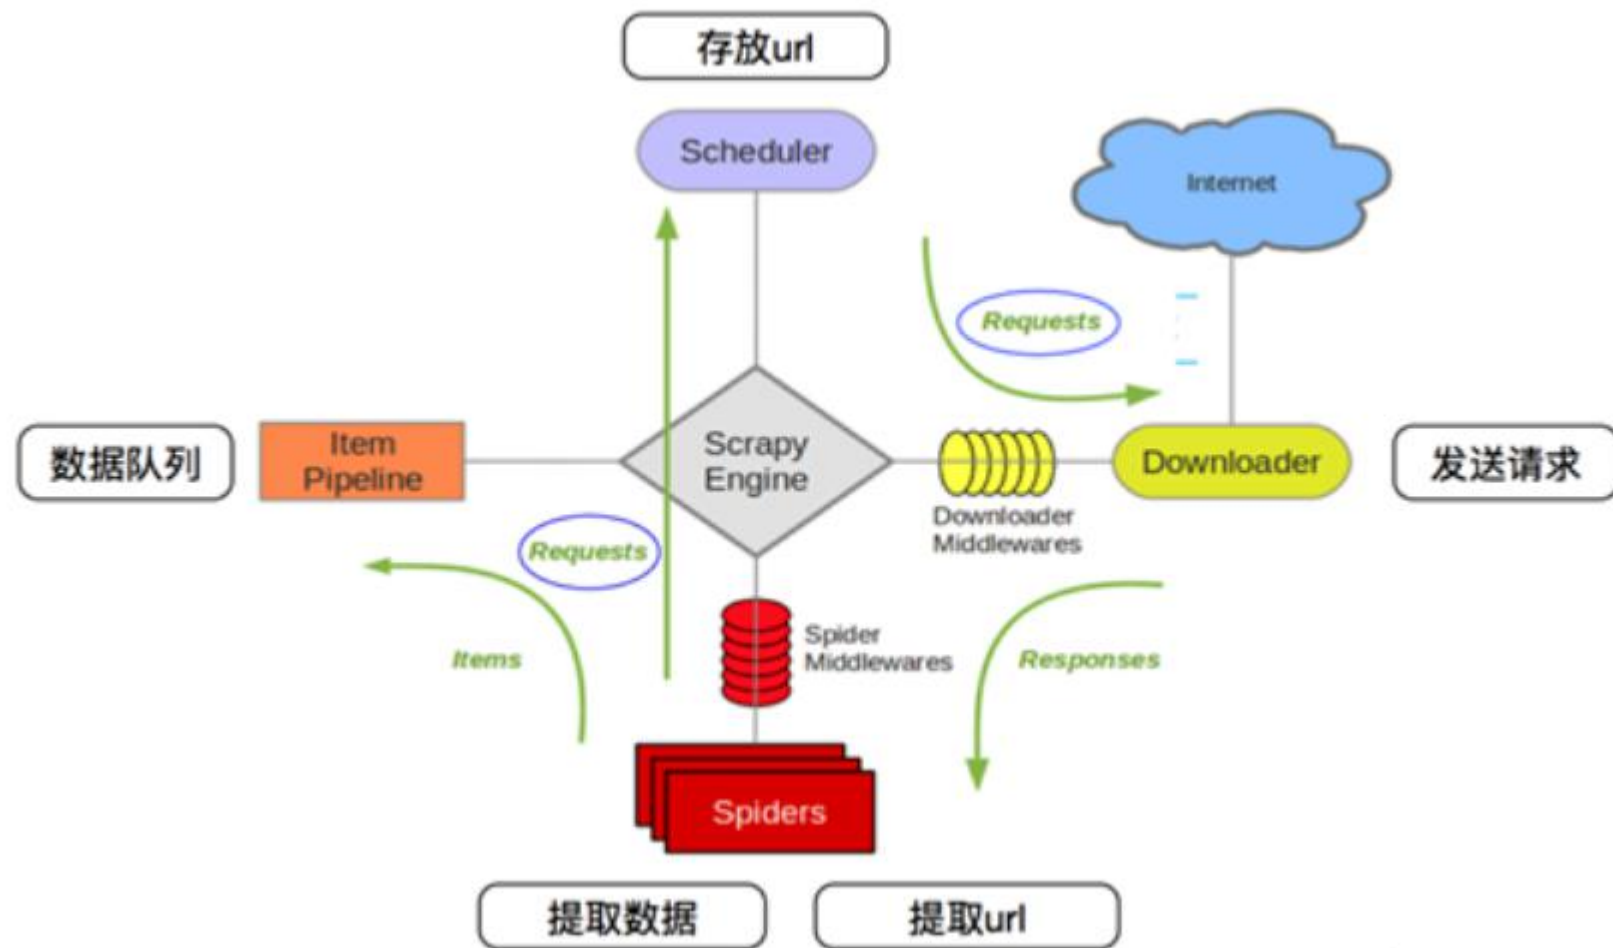 存放url
Scheduler
Internet
Requests
数据队列
Item
Pipeline
Scrapy
Engine
Downloader
发送请求
Downloader
Middlewares
Requests
Items
Spider
Middlewares
Responses
Spiders
提取数据
提取url